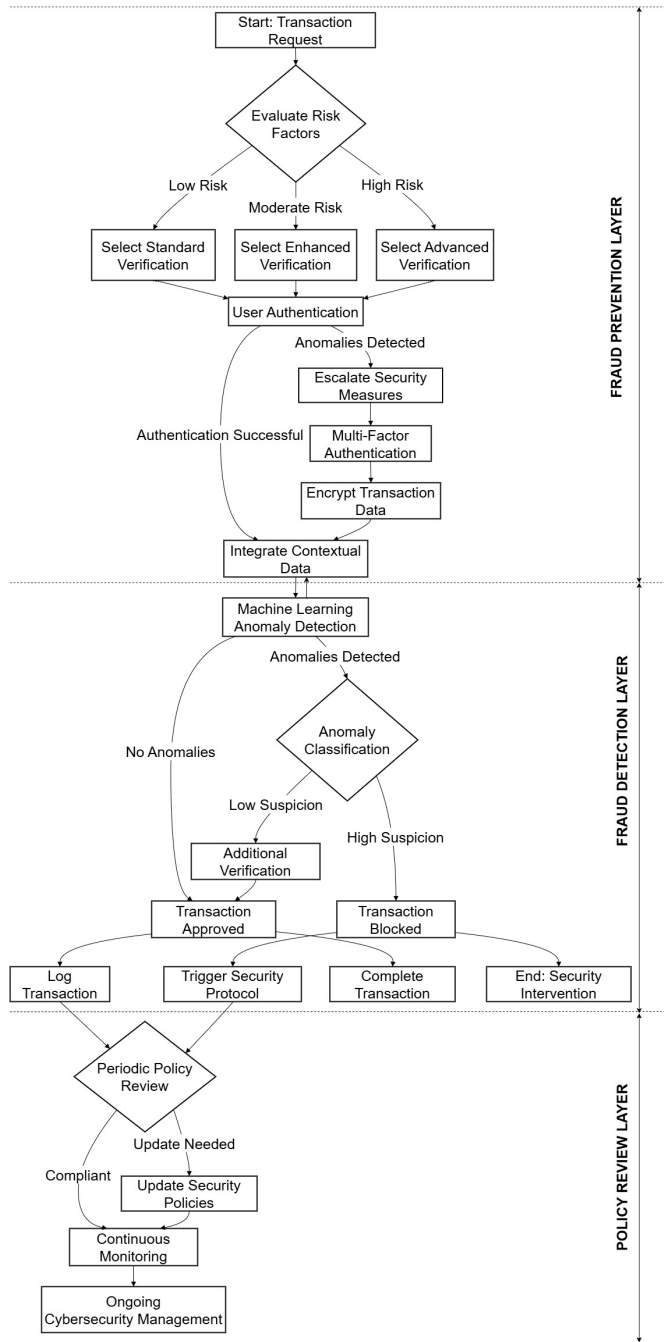 Start: Transaction
Request
Evaluate Risk
Factors
Low Risk
Moderate Risk
High Risk
Select Standard
Verification
Select Enhanced
Verification
Select Advanced
Verification
User Authentication
Anomalies Detected
Escalate Security
Measures
Authentication Successful
Multi-Factor
Authentication
Encrypt Transaction
Data
Integrate Contextual
Data
FRAUD PREVENTION LAYER
Machine Learning
Anomaly Detection
Anomalies Detected
No Anomalies
Anomaly
Classification
Low Suspicion
High Suspicion
Additional
Verification
Transaction
Approved
Transaction
Blocked
Log
Transaction
Trigger Security
Protocol
Complete
Transaction
End: Security
Intervention
FRAUD DETECTION LAYER
Periodic Policy
Review
Update Needed
Compliant
Update Security
Policies
Continuous
Monitoring
Ongoing
Cybersecurity Management
POLICY REVIEW LAYER